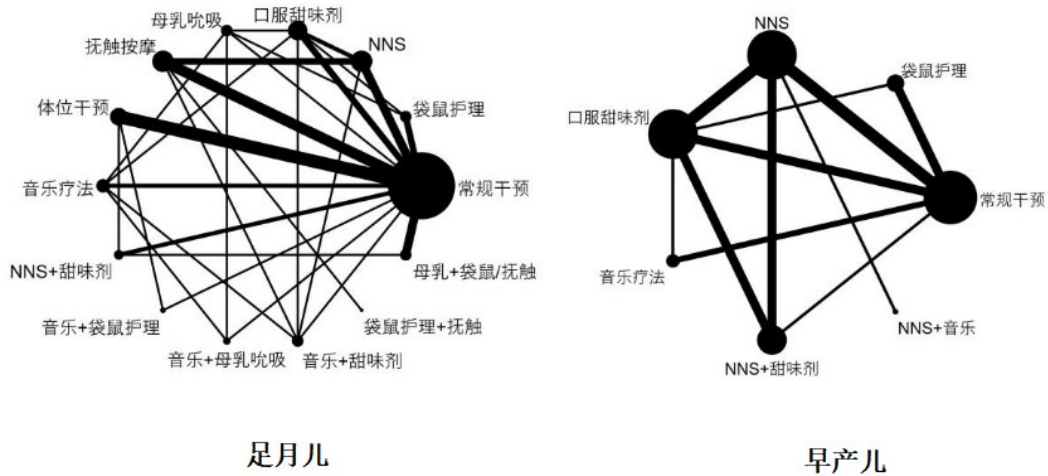 母乳吮吸
口服甜味剂
抚触按摩
NNS
体位干预
袋鼠护理
音乐疗法
常规干预
NNS+甜味剂
母乳+袋鼠/抚触
音乐+袋鼠护理
袋鼠护理+抚触
音乐+母乳吮吸
音乐+甜味剂
足月儿
NNS
袋鼠护理
口服甜味剂
常规干预
音乐疗法
NNS+音乐
NNS+甜味剂
早产儿